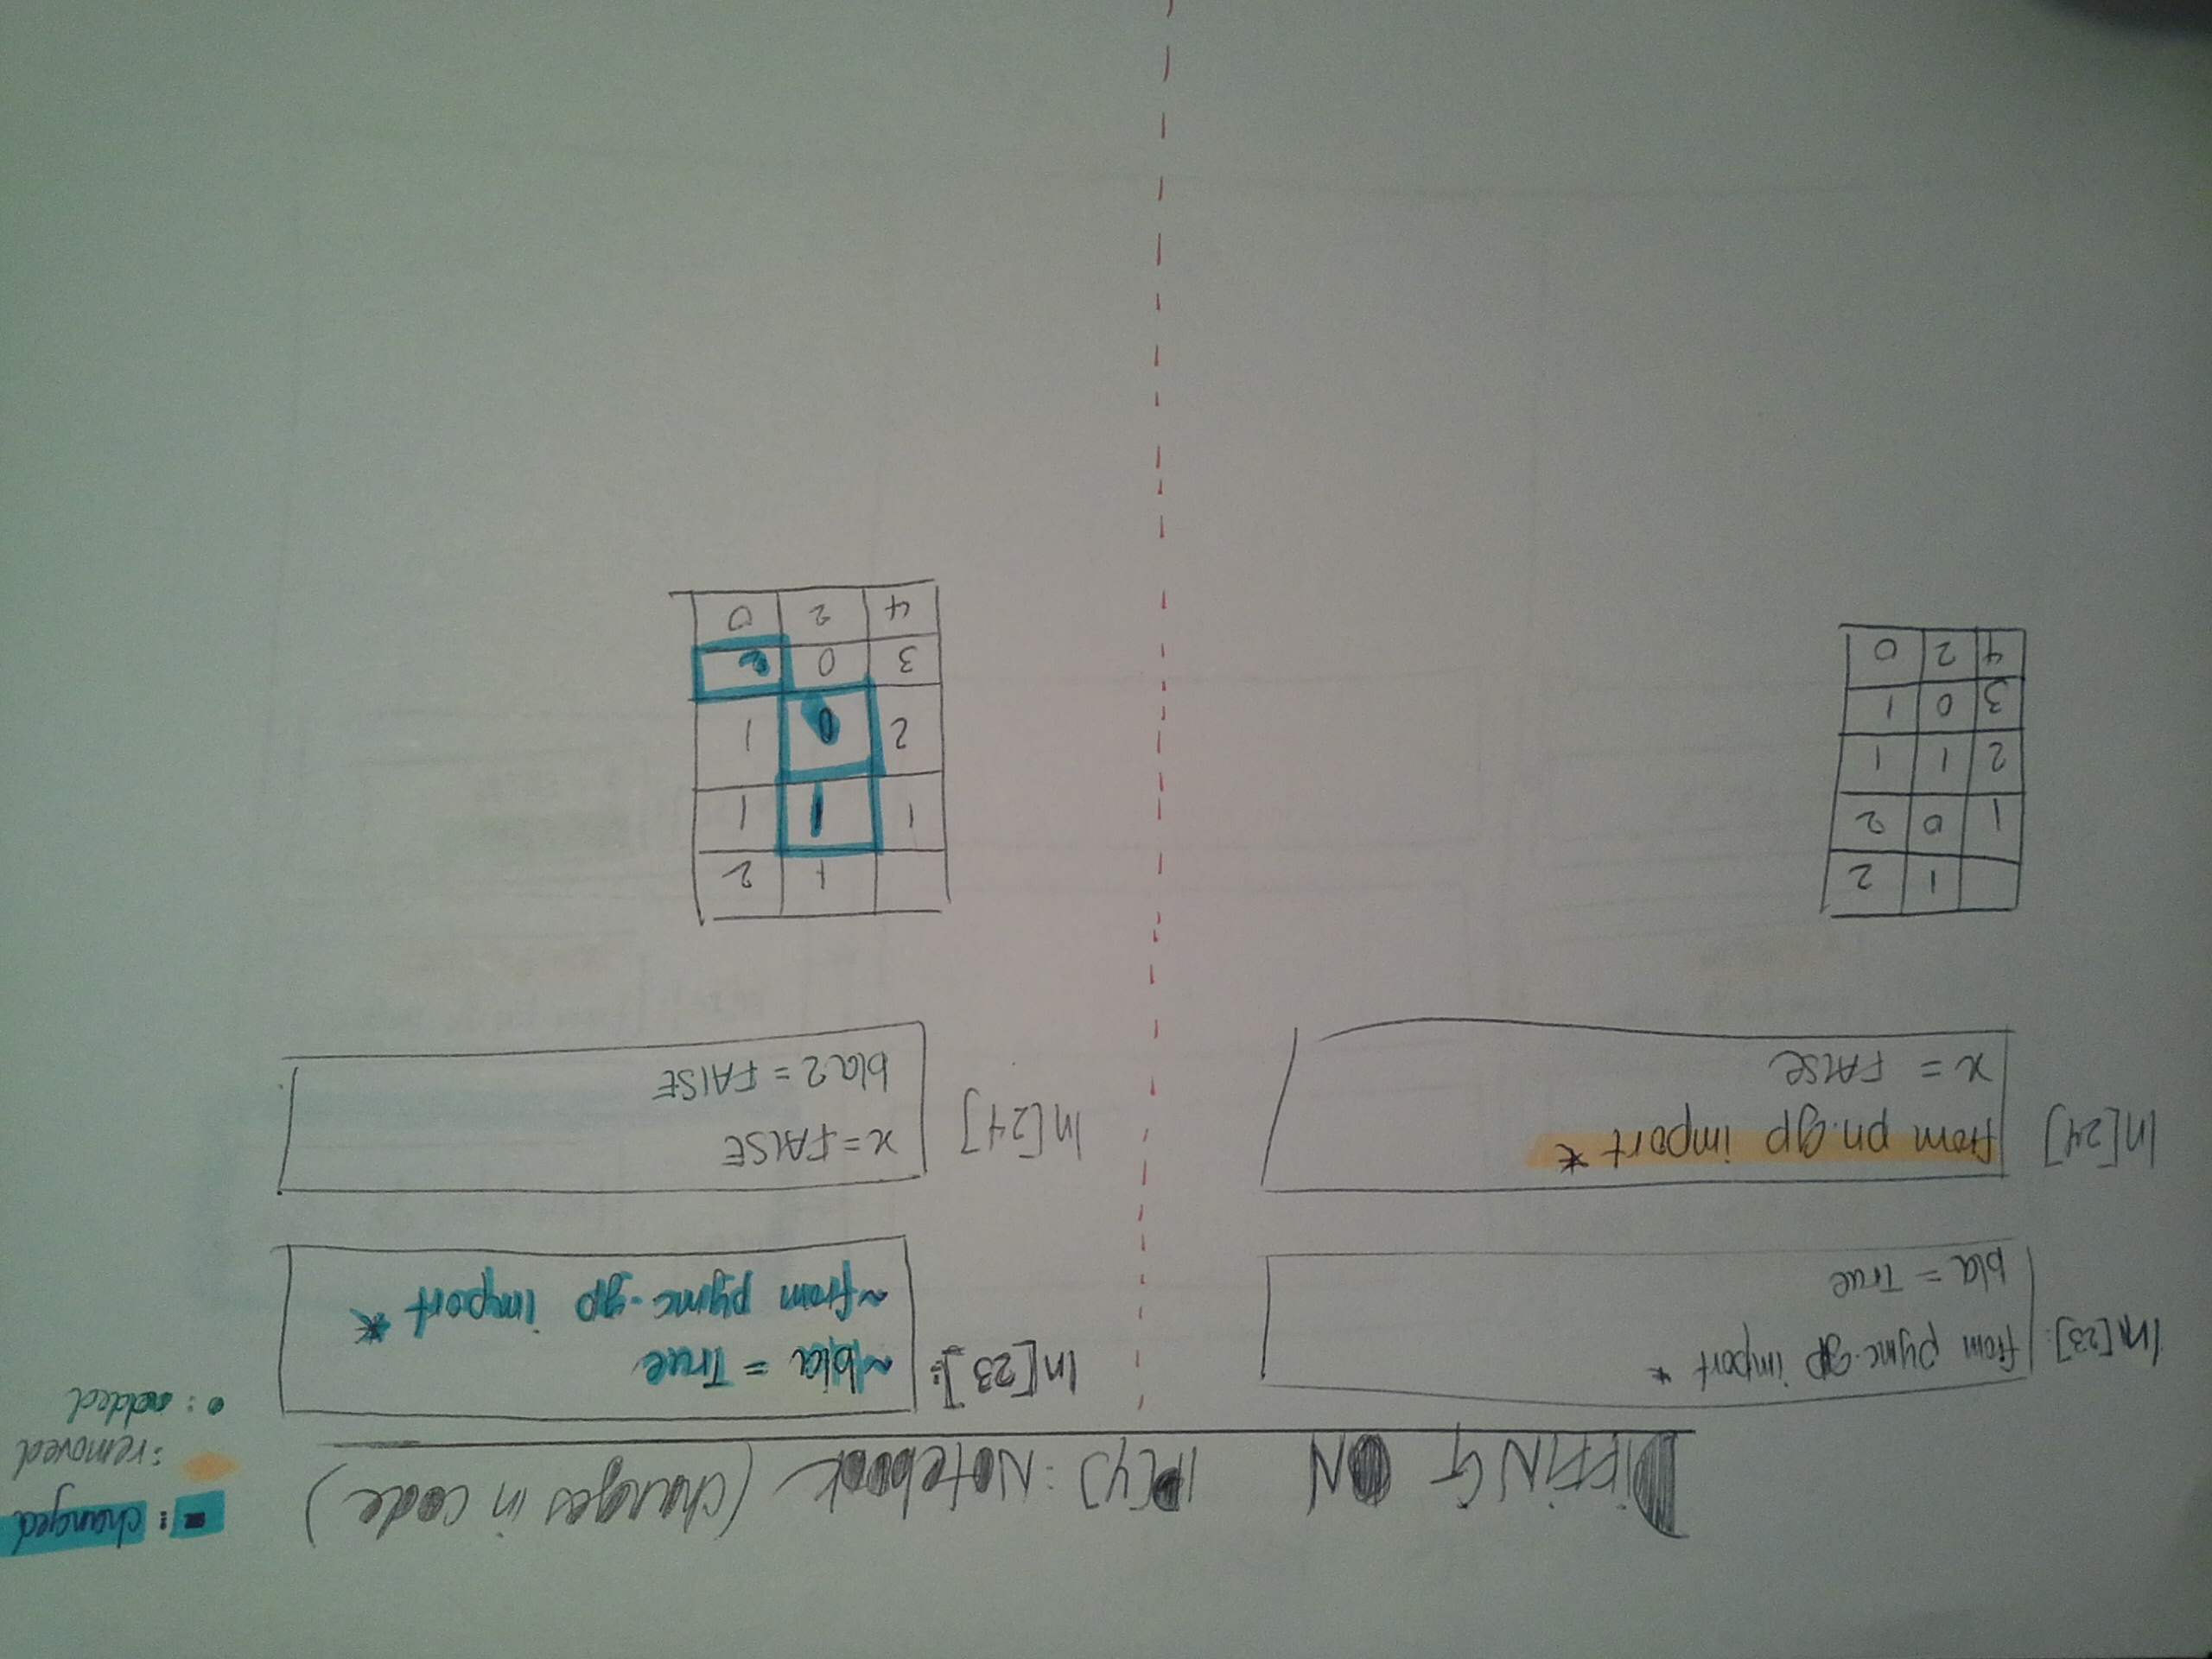 DIFFING ON IP[y]: Notebook (changes in code)
~: changed
: removed
o: added
In[23]: from pymc.gp import *
bla = True
In[24] from pn.gp import *
x = FAlSE
1 2
1 0 2
2 1 1
3 0 1
4 2 0
In[23]: ~bla = True
~from pymc.gp import *
In[24] x = FAlSE
bla2 = FAlSE
1 2
1 1 1
2 0 1
3 0 2
4 2 0